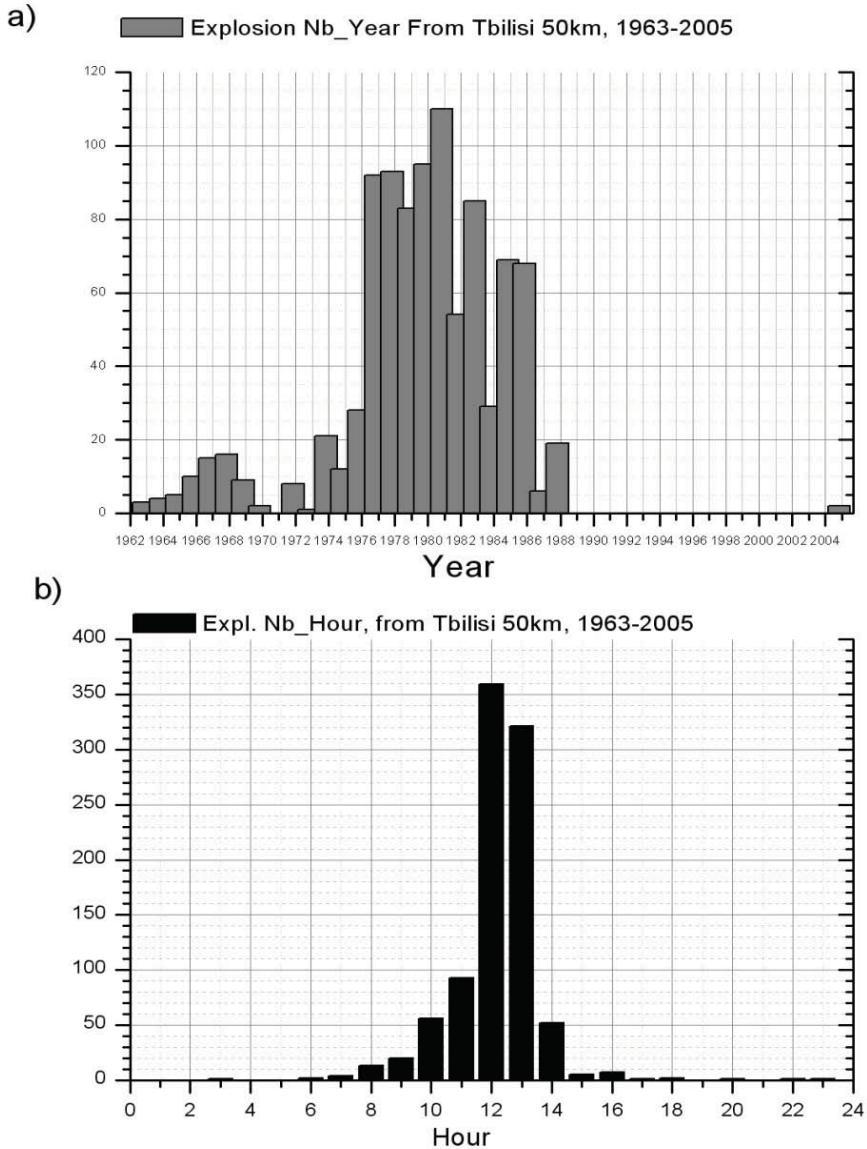 a)
Explosion Nb_Year From Tbilisi 50km, 1963-2005
120
100
80
60
40
20
0
1962 1964 1966 1968 1970 1972 1974 1976 1978 1980 1982 1984 1986 1988 1990 1992 1994 1996 1998 2000 2002 2004
Year
b)
Expl. Nb_Hour, from Tbilisi 50km, 1963-2005
400
350
300
250
200
150
100
50
0
0 2 4 6 8 10 12 14 16 18 20 22 24
Hour